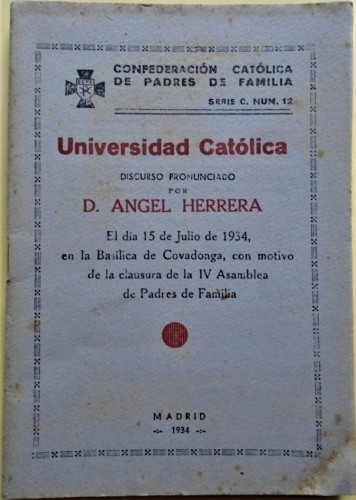 CONFEDERACIÓN CATÓLICA
DE PADRES DE FAMILIA
SERIE C. NUM. 12
Universidad Católica
DISCURSO PRONUNCIADO
POR
D. ANGEL HERRERA
El día 15 de Julio de 1934,
en la Basílica de Covadonga, con motivo
de la clausura de la IV Asamblea
de Padres de Familia
MADRID
-:- 1934 -:-